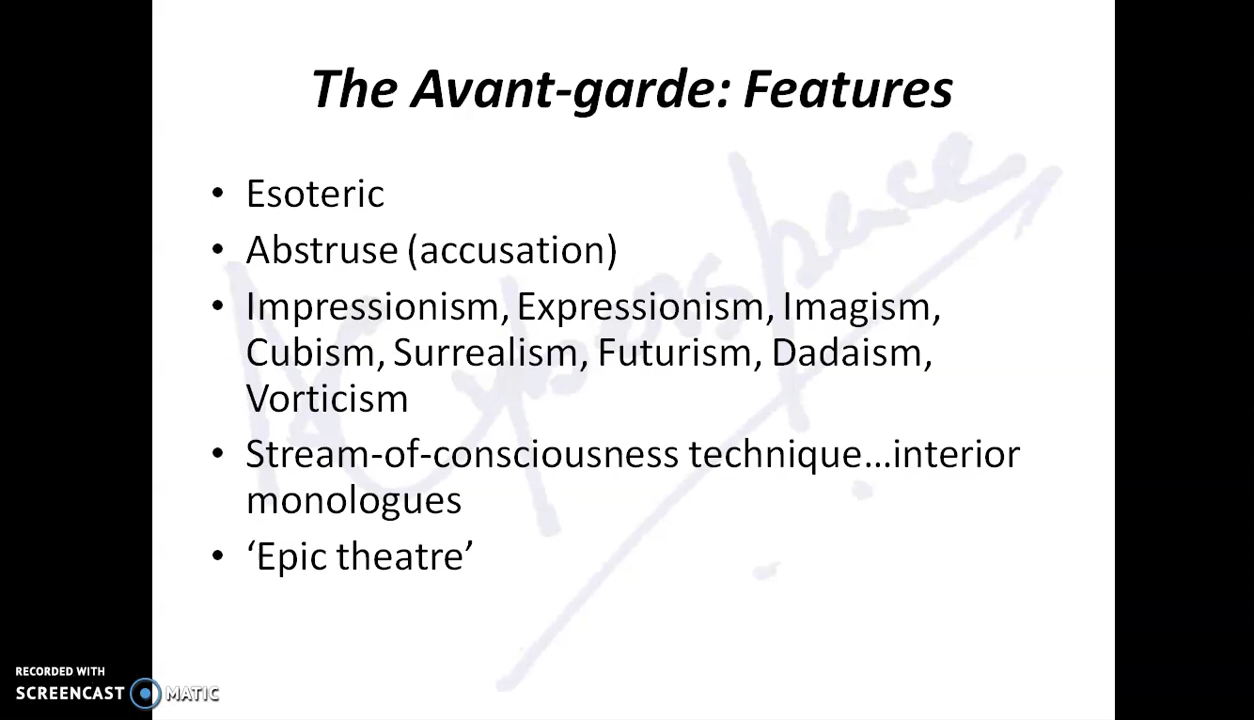 The Avant-garde: Features
• Esoteric
• Abstruse (accusation)
• Impressionism, Expressionism, Imagism,
Cubism, Surrealism, Futurism, Dadaism,
Vorticism
• Stream-of-consciousness technique...interior
monologues
• ‘Epic theatre’
RECORDED WITH
SCREENCAST MATIC